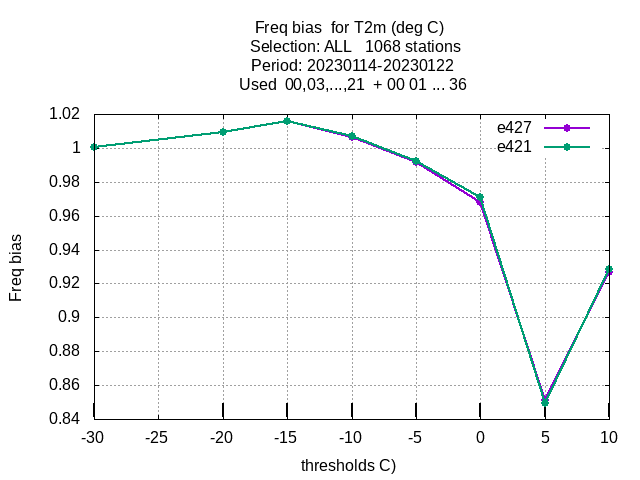 Freq bias  for T2m (deg C)
Selection: ALL   1068 stations
Period: 20230114-20230122
Used  00,03,...,21  + 00 01 ... 36
e427
e421
1.02
1
0.98
0.96
0.94
0.92
0.9
0.88
0.86
0.84
Freq bias
-30 -25 -20 -15 -10 -5 0 5 10
thresholds C)